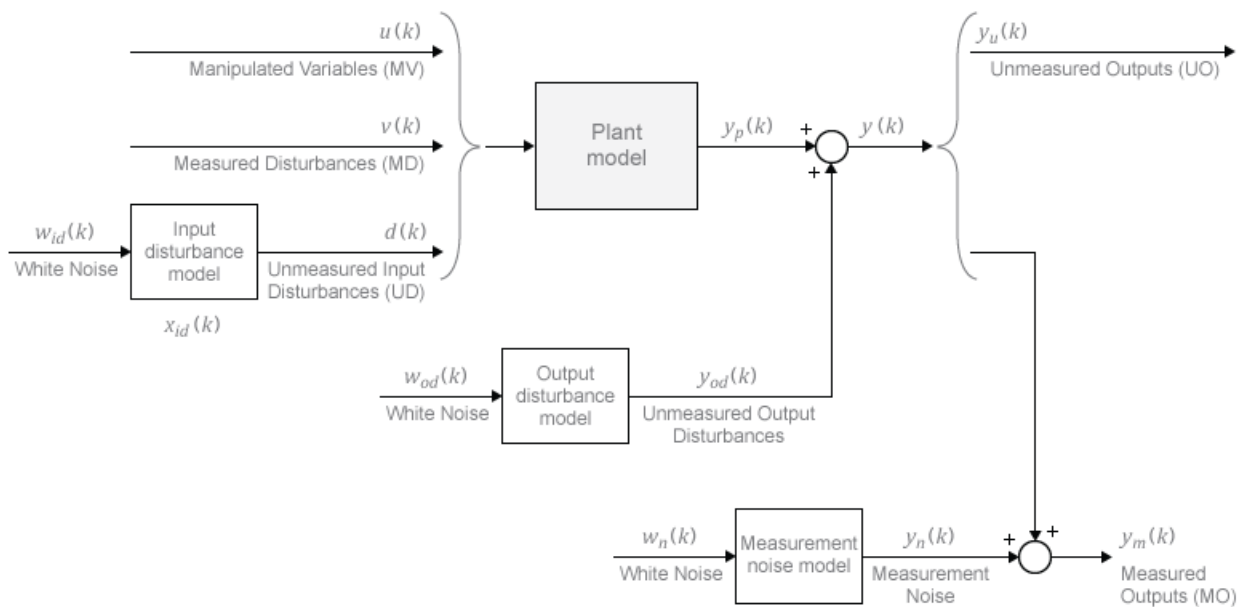 u(k)
Manipulated Variables (MV)
v(k)
Measured Disturbances (MD)
w_id(k)
White Noise
Input
disturbance
model
x_id(k)
d(k)
Unmeasured Input
Disturbances (UD)
Plant
model
y_p(k)
+
+
y(k)
y_u(k)
Unmeasured Outputs (UO)
w_od(k)
White Noise
Output
disturbance
model
y_od(k)
Unmeasured Output
Disturbances
w_n(k)
White Noise
Measurement
noise model
y_n(k)
Measurement
Noise
+
+
y_m(k)
Measured
Outputs (MO)